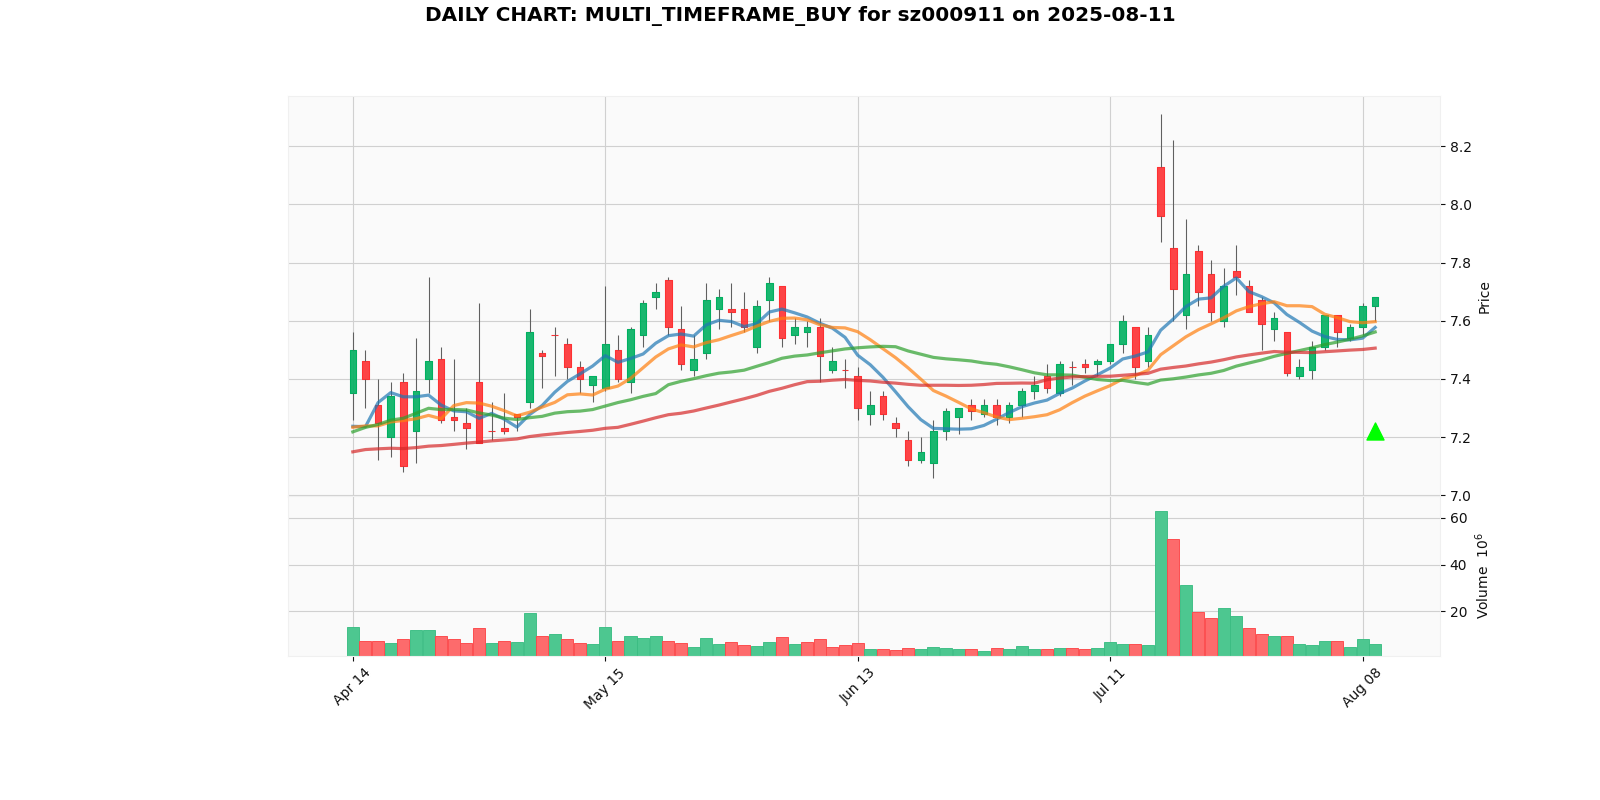 DAILY CHART: MULTI_TIMEFRAME_BUY for sz000911 on 2025-08-11
8.2
8.0
7.8
7.6
7.4
7.2
7.0
Price
60
40
20
Volume 10⁶
Apr 14
May 15
Jun 13
Jul 11
Aug 08